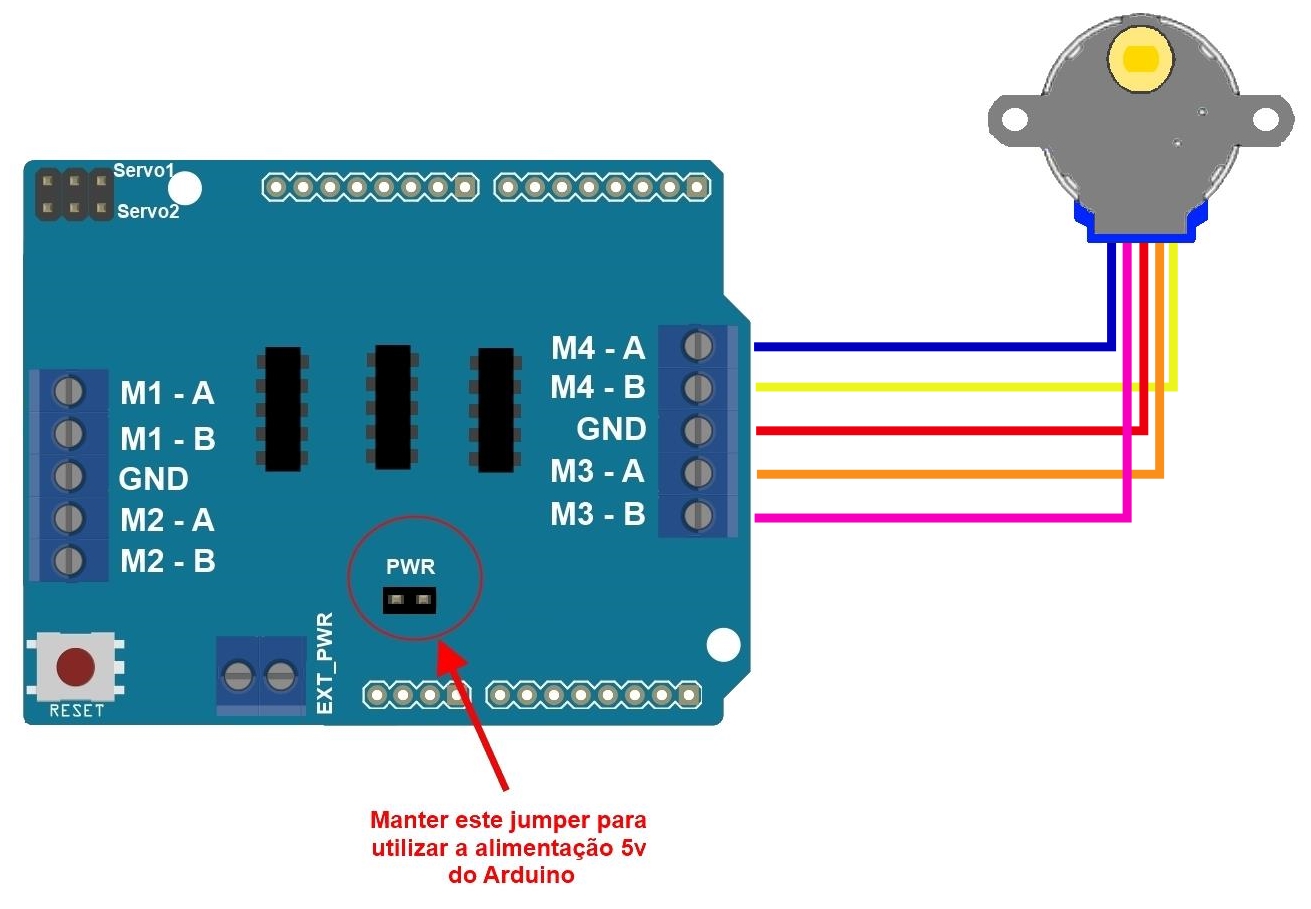 Servo1
Servo2
M1 - A
M1 - B
GND
M2 - A
M2 - B
M4 - A
M4 - B
GND
M3 - A
M3 - B
PWR
EXT_PWR
RESET
Manter este jumper para
utilizar a alimentação 5v
do Arduino